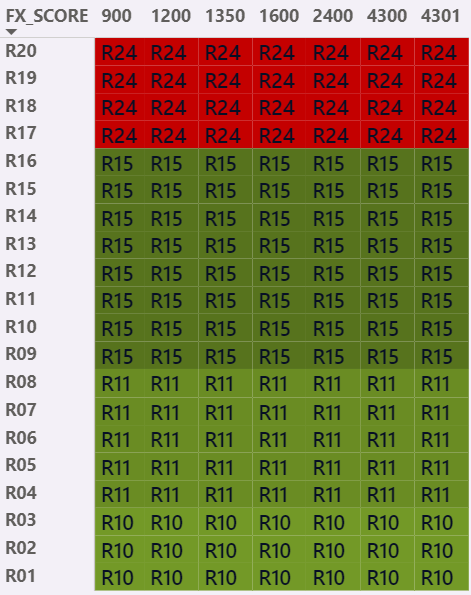 FX_SCORE 900 1200 1350 1600 2400 4300 4301
R20 R24 R24 R24 R24 R24 R24 R24
R19 R24 R24 R24 R24 R24 R24 R24
R18 R24 R24 R24 R24 R24 R24 R24
R17 R24 R24 R24 R24 R24 R24 R24
R16 R15 R15 R15 R15 R15 R15 R15
R15 R15 R15 R15 R15 R15 R15 R15
R14 R15 R15 R15 R15 R15 R15 R15
R13 R15 R15 R15 R15 R15 R15 R15
R12 R15 R15 R15 R15 R15 R15 R15
R11 R15 R15 R15 R15 R15 R15 R15
R10 R15 R15 R15 R15 R15 R15 R15
R09 R15 R15 R15 R15 R15 R15 R15
R08 R11 R11 R11 R11 R11 R11 R11
R07 R11 R11 R11 R11 R11 R11 R11
R06 R11 R11 R11 R11 R11 R11 R11
R05 R11 R11 R11 R11 R11 R11 R11
R04 R11 R11 R11 R11 R11 R11 R11
R03 R10 R10 R10 R10 R10 R10 R10
R02 R10 R10 R10 R10 R10 R10 R10
R01 R10 R10 R10 R10 R10 R10 R10